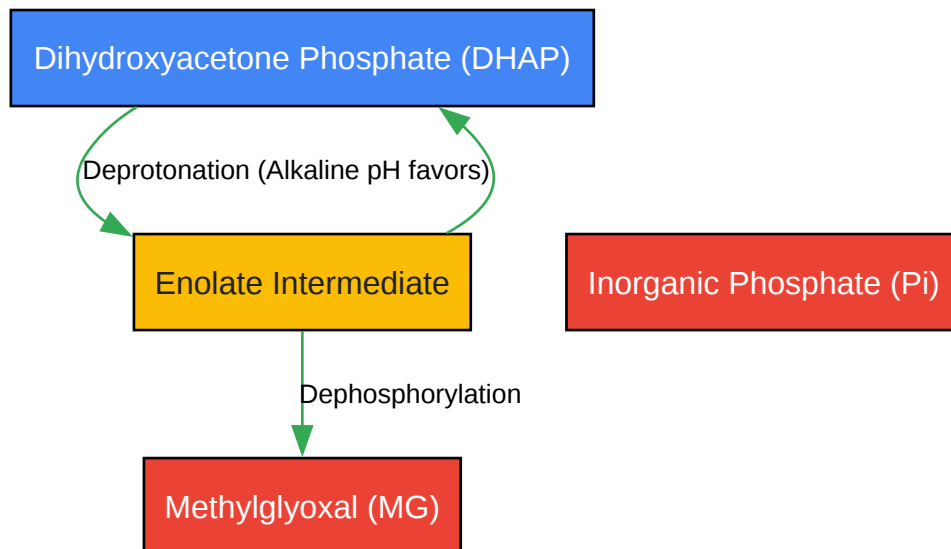 Dihydroxyacetone Phosphate (DHAP)
Deprotonation (Alkaline pH favors)
Enolate Intermediate
Inorganic Phosphate (Pi)
Dephosphorylation
Methylglyoxal (MG)